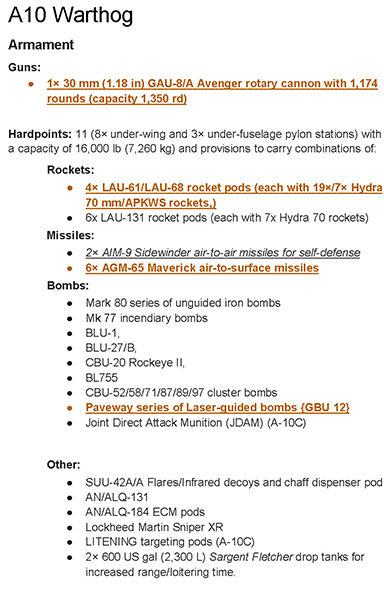 A10 Warthog
Armament
Guns:
● 1× 30 mm (1.18 in) GAU-8/A Avenger rotary cannon with 1,174
rounds (capacity 1,350 rd)
Hardpoints: 11 (8× under-wing and 3× under-fuselage pylon stations) with
a capacity of 16,000 lb (7,260 kg) and provisions to carry combinations of:
Rockets:
● 4× LAU-61/LAU-68 rocket pods (each with 19×/7× Hydra
70 mm/APKWS rockets,)
● 6x LAU-131 rocket pods (each with 7x Hydra 70 rockets)
Missiles:
● 2× AIM-9 Sidewinder air-to-air missiles for self-defense
● 6× AGM-65 Maverick air-to-surface missiles
Bombs:
● Mark 80 series of unguided iron bombs
● Mk 77 incendiary bombs
● BLU-1,
● BLU-27/B,
● CBU-20 Rockeye II,
● BL755
● CBU-52/58/71/87/89/97 cluster bombs
● Paveway series of Laser-guided bombs {GBU 12}
● Joint Direct Attack Munition (JDAM) (A-10C)
Other:
● SUU-42A/A Flares/Infrared decoys and chaff dispenser pod
● AN/ALQ-131
● AN/ALQ-184 ECM pods
● Lockheed Martin Sniper XR
● LITENING targeting pods (A-10C)
● 2× 600 US gal (2,300 L) Sargent Fletcher drop tanks for
increased range/loitering time.